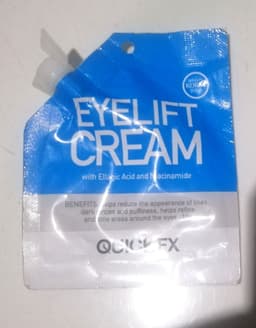 EYELIFT
CREAM
with Ellagic Acid and Niacinamide
BENEFITS: Helps reduce the appearance of lines,
dark circles and puffiness, helps refine
and tone areas around the eyes
QUICKFX